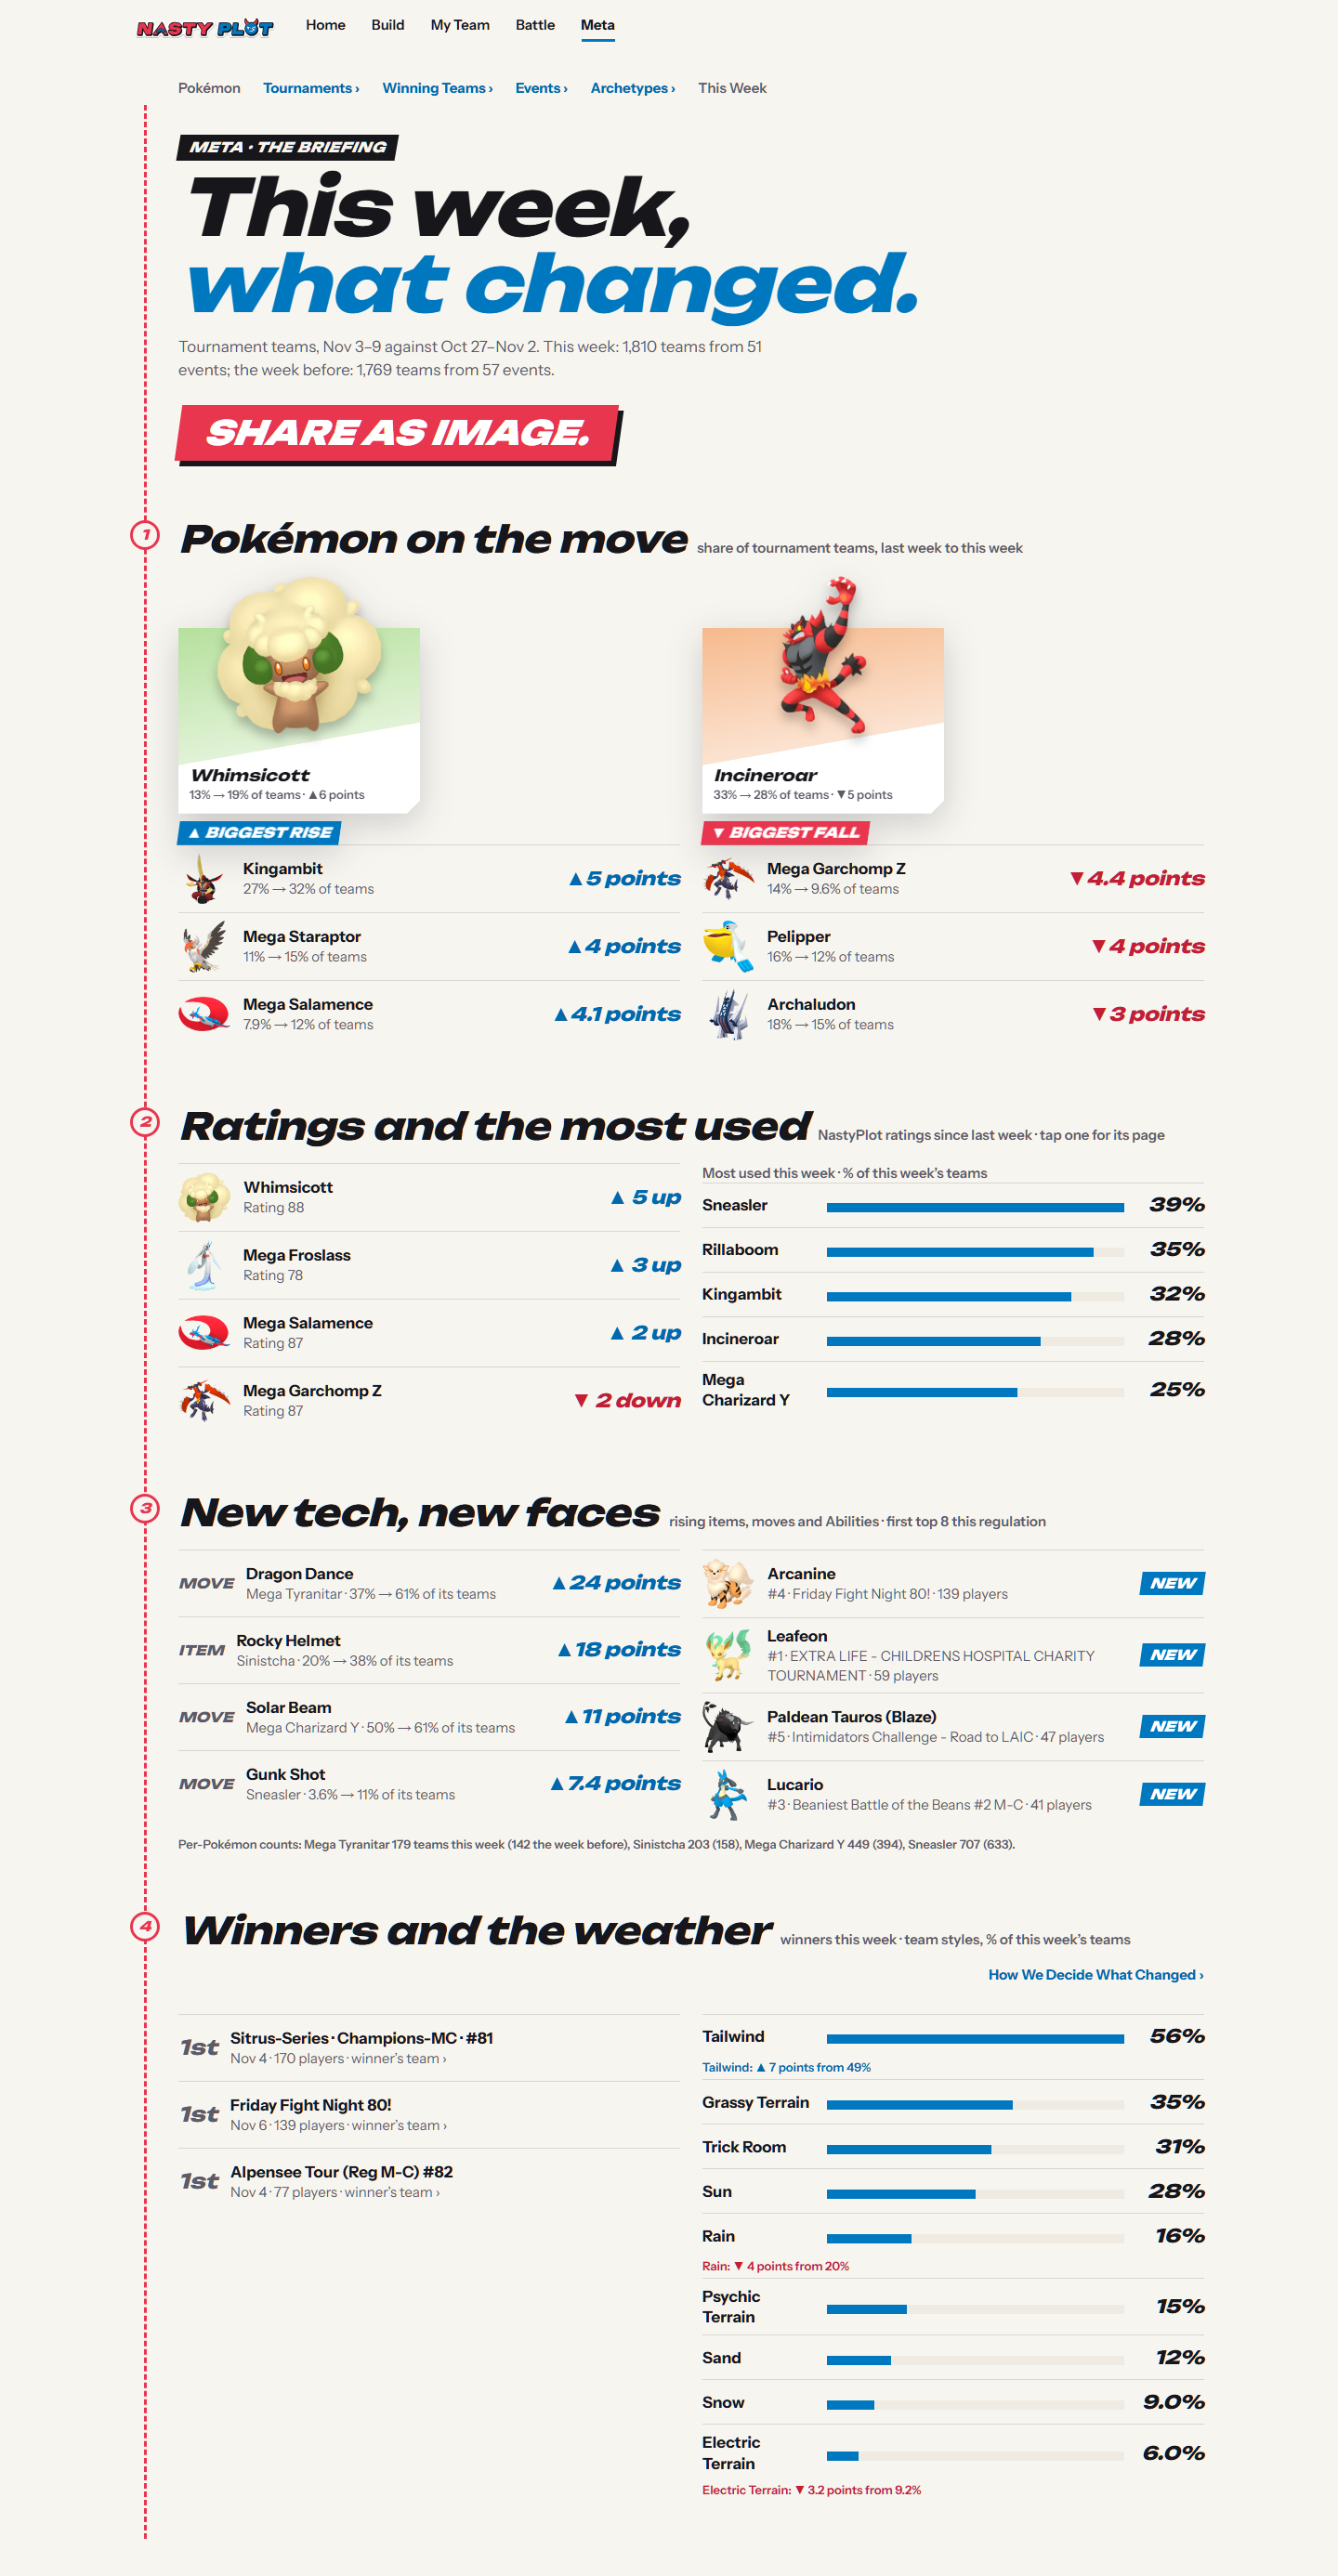 NASTY PLOT
Home Build My Team Battle Meta
Pokémon Tournaments › Winning Teams › Events › Archetypes › This Week
META · THE BRIEFING
This week,
what changed.
Tournament teams, Nov 3–9 against Oct 27–Nov 2. This week: 1,810 teams from 51
events; the week before: 1,769 teams from 57 events.
SHARE AS IMAGE.
1
Pokémon on the move share of tournament teams, last week to this week
Whimsicott
13% → 19% of teams · ▲6 points
▲ BIGGEST RISE
Kingambit
27% → 32% of teams
▲5 points
Mega Staraptor
11% → 15% of teams
▲4 points
Mega Salamence
7.9% → 12% of teams
▲4.1 points
Incineroar
33% → 28% of teams · ▼5 points
▼ BIGGEST FALL
Mega Garchomp Z
14% → 9.6% of teams
▼4.4 points
Pelipper
16% → 12% of teams
▼4 points
Archaludon
18% → 15% of teams
▼3 points
2
Ratings and the most used NastyPlot ratings since last week · tap one for its page
Whimsicott
Rating 88
▲ 5 up
Mega Froslass
Rating 78
▲ 3 up
Mega Salamence
Rating 87
▲ 2 up
Mega Garchomp Z
Rating 87
▼ 2 down
Most used this week · % of this week’s teams
Sneasler 39%
Rillaboom 35%
Kingambit 32%
Incineroar 28%
Mega
Charizard Y 25%
3
New tech, new faces rising items, moves and Abilities · first top 8 this regulation
MOVE
Dragon Dance
Mega Tyranitar · 37% → 61% of its teams
▲24 points
ITEM
Rocky Helmet
Sinistcha · 20% → 38% of its teams
▲18 points
MOVE
Solar Beam
Mega Charizard Y · 50% → 61% of its teams
▲11 points
MOVE
Gunk Shot
Sneasler · 3.6% → 11% of its teams
▲7.4 points
Arcanine
#4 · Friday Fight Night 80! · 139 players
NEW
Leafeon
#1 · EXTRA LIFE - CHILDRENS HOSPITAL CHARITY
TOURNAMENT · 59 players
NEW
Paldean Tauros (Blaze)
#5 · Intimidators Challenge - Road to LAIC · 47 players
NEW
Lucario
#3 · Beaniest Battle of the Beans #2 M-C · 41 players
NEW
Per-Pokémon counts: Mega Tyranitar 179 teams this week (142 the week before), Sinistcha 203 (158), Mega Charizard Y 449 (394), Sneasler 707 (633).
4
Winners and the weather winners this week · team styles, % of this week’s teams
How We Decide What Changed ›
1st
Sitrus-Series · Champions-MC · #81
Nov 4 · 170 players · winner’s team ›
1st
Friday Fight Night 80!
Nov 6 · 139 players · winner’s team ›
1st
Alpensee Tour (Reg M-C) #82
Nov 4 · 77 players · winner’s team ›
Tailwind 56%
Tailwind: ▲ 7 points from 49%
Grassy Terrain 35%
Trick Room 31%
Sun 28%
Rain 16%
Rain: ▼ 4 points from 20%
Psychic
Terrain 15%
Sand 12%
Snow 9.0%
Electric
Terrain 6.0%
Electric Terrain: ▼ 3.2 points from 9.2%